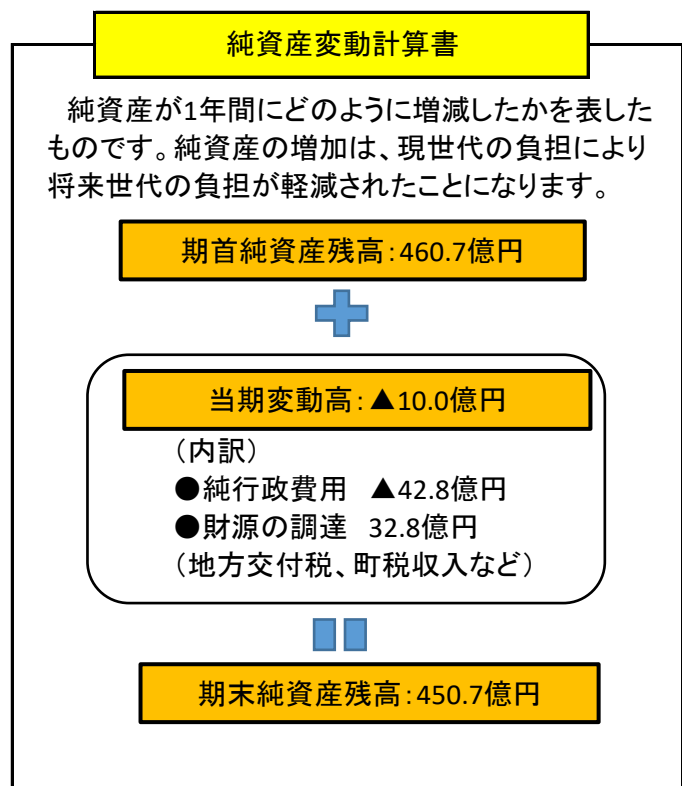 純資産変動計算書
純資産が1年間にどのように増減したかを表した
ものです。純資産の増加は、現世代の負担により
将来世代の負担が軽減されたことになります。
期首純資産残高：460.7億円
当期変動高：▲10.0億円
（内訳）
●純行政費用　▲42.8億円
●財源の調達　32.8億円
（地方交付税、町税収入など）
期末純資産残高：450.7億円